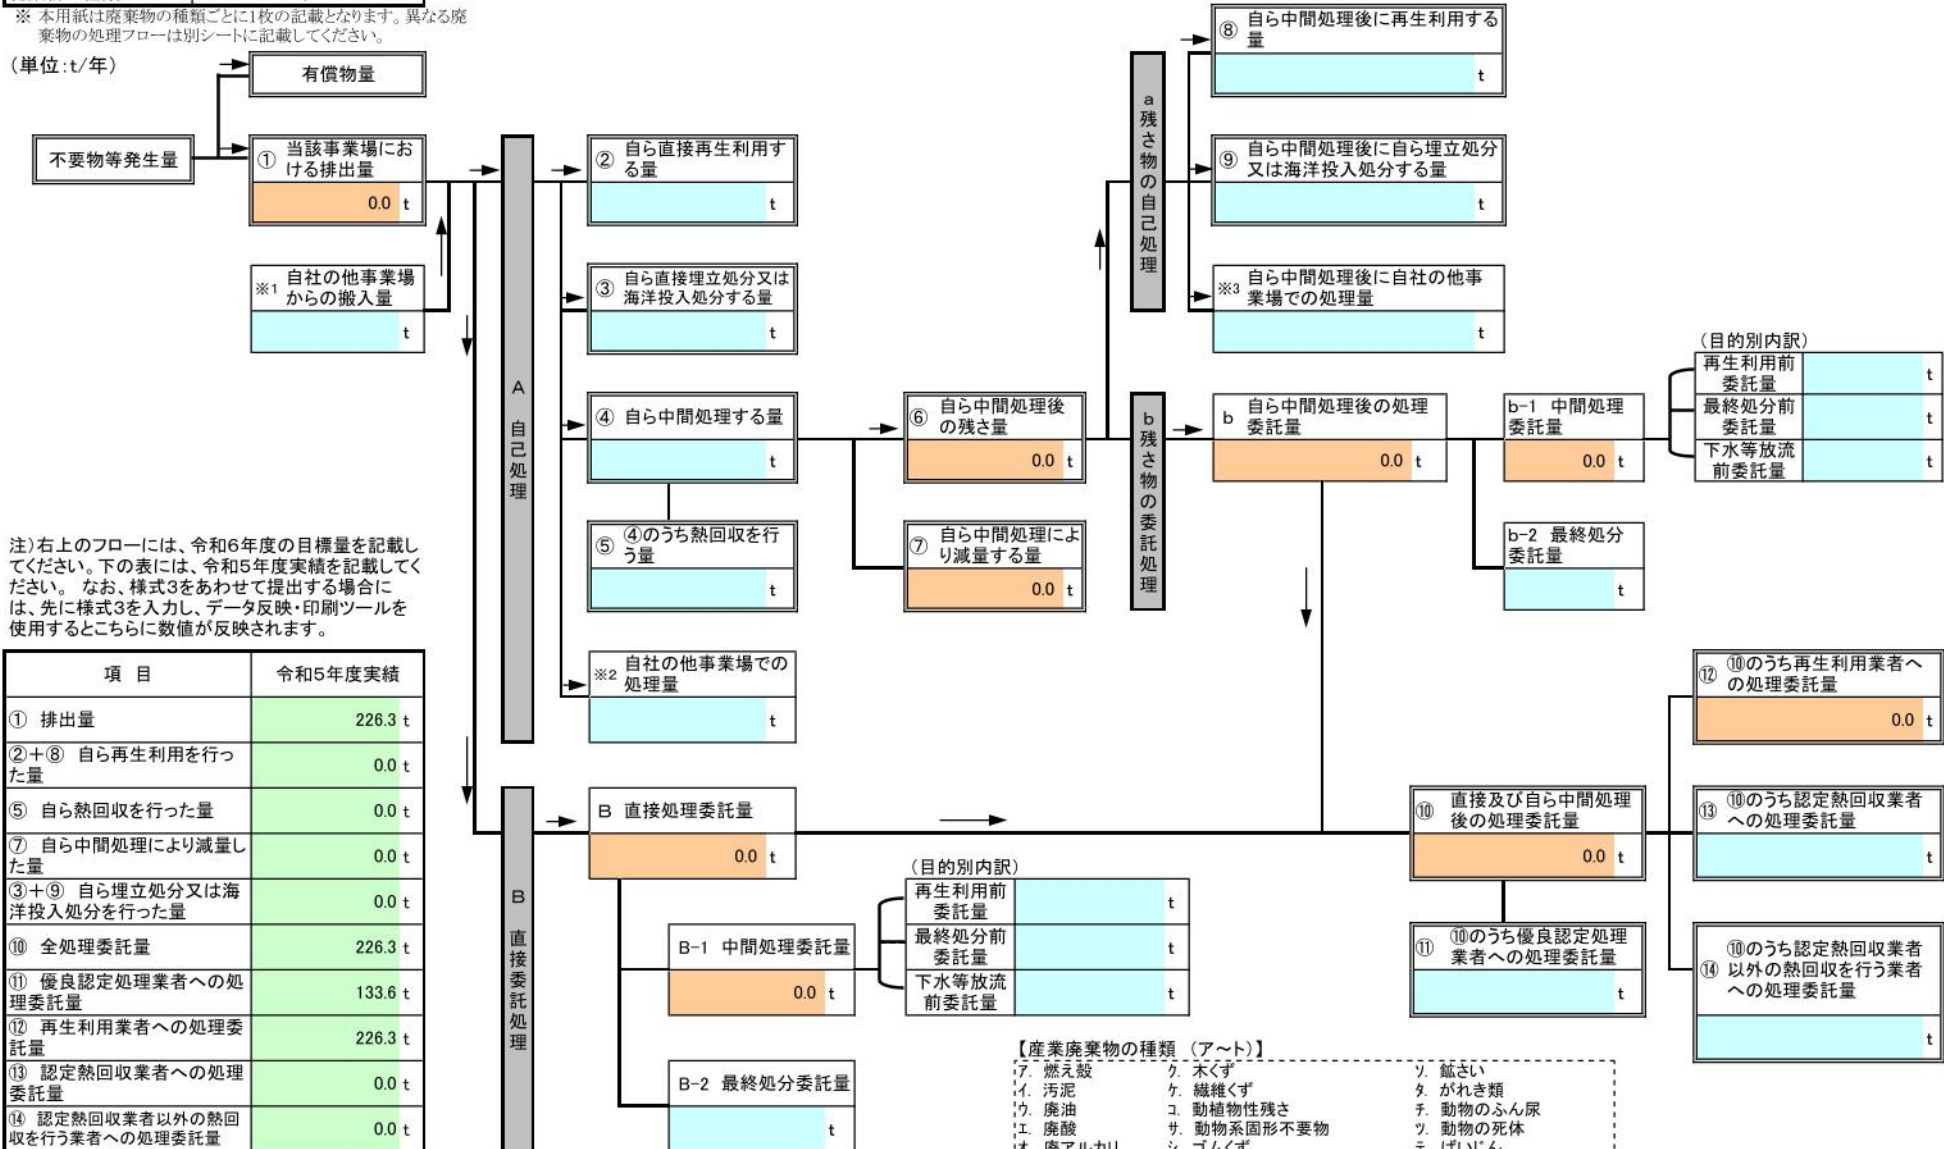 ※ 本用紙は廃棄物の種類ごとに1枚の記載となります。異なる廃
棄物の処理フローは別シートに記載してください。
(単位:t/年)
有償物量
不要物等発生量
① 当該事業場にお
ける排出量
0.0 t
※1 自社の他事業場
からの搬入量
t
A 自己処理
② 自ら直接再生利用す
る量
t
③ 自ら直接埋立処分又は
海洋投入処分する量
t
④ 自ら中間処理する量
t
⑤ ④のうち熱回収を行
う量
t
※2 自社の他事業場での
処理量
t
⑥ 自ら中間処理後
の残さ量
0.0 t
⑦ 自ら中間処理によ
り減量する量
0.0 t
a 残さ物の自己処理
⑧ 自ら中間処理後に再生利用する
量
t
⑨ 自ら中間処理後に自ら埋立処分
又は海洋投入処分する量
t
※3 自ら中間処理後に自社の他事
業場での処理量
t
b 残さ物の委託処理
b 自ら中間処理後の処理
委託量
0.0 t
b-1 中間処理
委託量
0.0 t
(目的別内訳)
再生利用前
委託量
t
最終処分前
委託量
t
下水等放流
前委託量
t
b-2 最終処分
委託量
t
注)右上のフローには、令和6年度の目標量を記載し
てください。下の表には、令和5年度実績を記載してく
ださい。 なお、様式3をあわせて提出する場合に
は、先に様式3を入力し、データ反映・印刷ツールを
使用するとこちらに数値が反映されます。
項 目 令和5年度実績
① 排出量 226.3 t
②+⑧ 自ら再生利用を行っ
た量 0.0 t
⑤ 自ら熱回収を行った量 0.0 t
⑦ 自ら中間処理により減量し
た量 0.0 t
③+⑨ 自ら埋立処分又は海
洋投入処分を行った量 0.0 t
⑩ 全処理委託量 226.3 t
⑪ 優良認定処理業者への処
理委託量 133.6 t
⑫ 再生利用業者への処理委
託量 226.3 t
⑬ 認定熱回収業者への処理
委託量 0.0 t
⑭ 認定熱回収業者以外の熱回
収を行う業者への処理委託量 0.0 t
B 直接委託処理
B 直接処理委託量
0.0 t
B-1 中間処理委託量
0.0 t
(目的別内訳)
再生利用前
委託量
t
最終処分前
委託量
t
下水等放流
前委託量
t
B-2 最終処分委託量
t
⑩ 直接及び自ら中間処理
後の処理委託量
0.0 t
⑪ ⑩のうち優良認定処理
業者への処理委託量
t
⑫ ⑩のうち再生利用業者へ
の処理委託量
0.0 t
⑬ ⑩のうち認定熱回収業者
への処理委託量
t
⑭ ⑩のうち認定熱回収業者
以外の熱回収を行う業者
への処理委託量
t
【産業廃棄物の種類 (ア~ト)】
ア. 燃え殻 ク. 木くず ソ. 鉱さい
イ. 汚泥 ケ. 繊維くず タ. がれき類
ウ. 廃油 コ. 動植物性残さ チ. 動物のふん尿
エ. 廃酸 サ. 動物系固形不要物 ツ. 動物の死体
オ. 廃アルカリ シ. ゴムくず テ. ばいじん